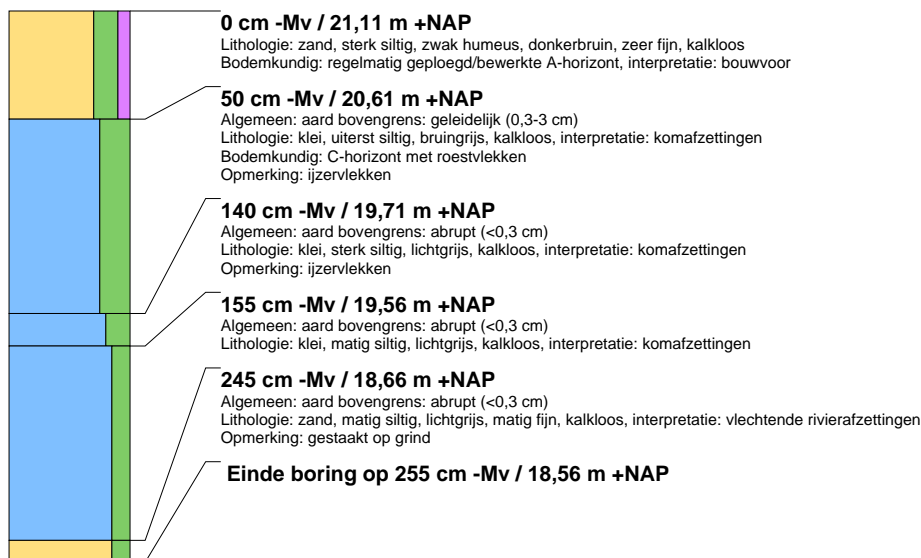 0 cm -Mv / 21,11 m +NAP
Lithologie: zand, sterk siltig, zwak humeus, donkerbruin, zeer fijn, kalkloos
Bodemkundig: regelmatig geploegd/bewerkte A-horizont, interpretatie: bouwvoor
50 cm -Mv / 20,61 m +NAP
Algemeen: aard bovengrens: geleidelijk (0,3-3 cm)
Lithologie: klei, uiterst siltig, bruingrijs, kalkloos, interpretatie: komafzettingen
Bodemkundig: C-horizont met roestvlekken
Opmerking: ijzervlekken
140 cm -Mv / 19,71 m +NAP
Algemeen: aard bovengrens: abrupt (<0,3 cm)
Lithologie: klei, sterk siltig, lichtgrijs, kalkloos, interpretatie: komafzettingen
Opmerking: ijzervlekken
155 cm -Mv / 19,56 m +NAP
Algemeen: aard bovengrens: abrupt (<0,3 cm)
Lithologie: klei, matig siltig, lichtgrijs, kalkloos, interpretatie: komafzettingen
245 cm -Mv / 18,66 m +NAP
Algemeen: aard bovengrens: abrupt (<0,3 cm)
Lithologie: zand, matig siltig, lichtgrijs, matig fijn, kalkloos, interpretatie: vlechtende rivierafzettingen
Opmerking: gestaakt op grind
Einde boring op 255 cm -Mv / 18,56 m +NAP